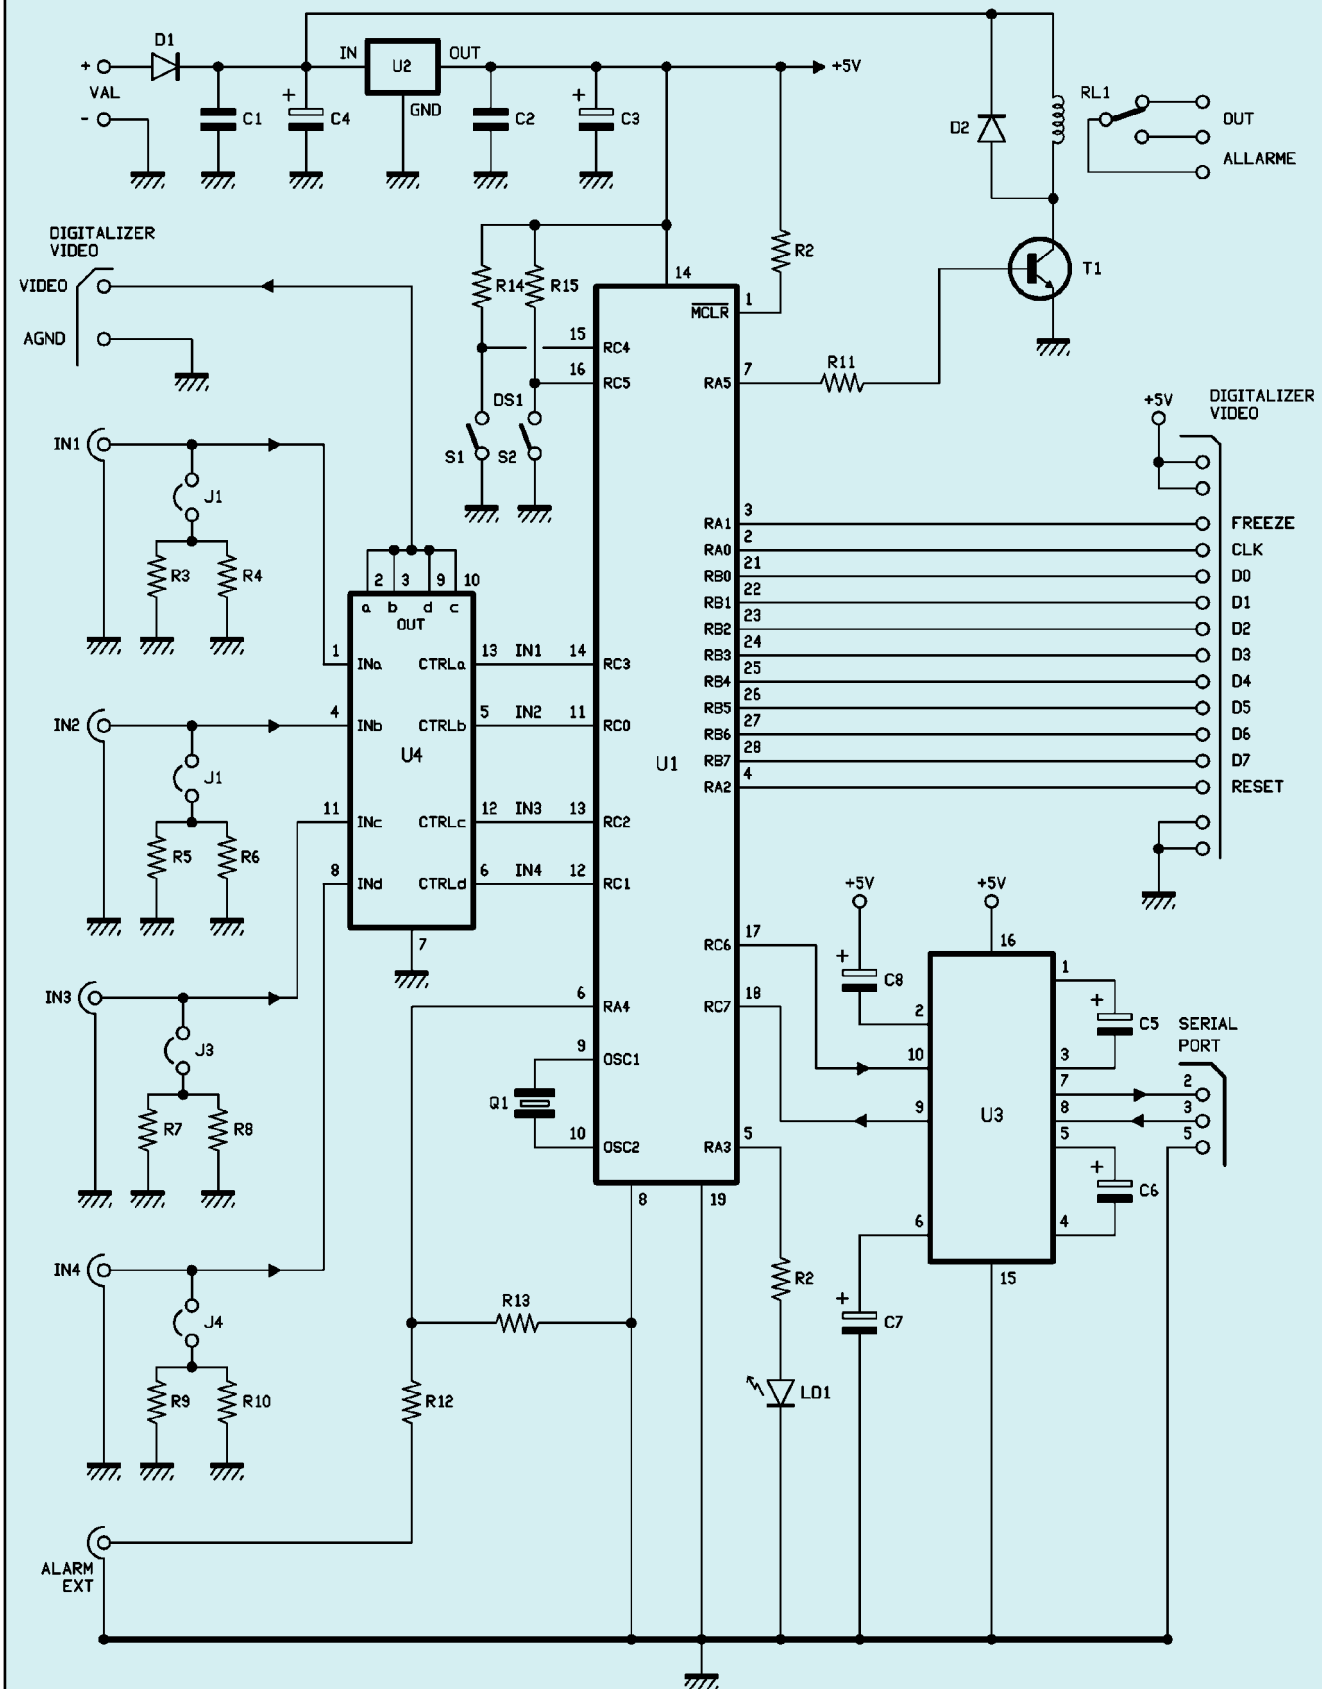 D1
IN
U2
OUT
+5V
+
VAL
-
GND
+
C1
C4
C2
+
C3
D2
RL1
OUT
ALLARME
DIGITALIZER
VIDEO
VIDEO
AGND
R14
R15
14
R2
T1
1
MCLR
15
RC4
16
RC5
7
RA5
R11
DS1
S1
S2
+5V
DIGITALIZER
VIDEO
IN1
J1
R3
R4
3
RA1
FREEZE
2
RA0
CLK
21
RB0
D0
22
RB1
D1
23
RB2
D2
24
RB3
D3
25
RB4
D4
26
RB5
D5
27
RB6
D6
28
RB7
D7
4
RA2
RESET
2 3 9 10
a b d c
OUT
1 INa CTRLa 13 IN1 14 RC3
IN2
4 INb CTRLb 5 IN2 11 RC0
U4
U1
J1
R5
R6
11 INc CTRLc 12 IN3 13 RC2
8 INd CTRLd 6 IN4 12 RC1
7
+5V
+5V
16
17
RC6
+
C8
18
RC7
2
10
9
U3
6
1
+
C5
3
7
8
5
+
C6
4
15
SERIAL
PORT
2
3
5
IN3
J3
R7
R8
6
RA4
9
OSC1
Q1
10
OSC2
5
RA3
8
19
IN4
J4
R9
R10
R13
R12
R2
LD1
+
C7
ALARM
EXT